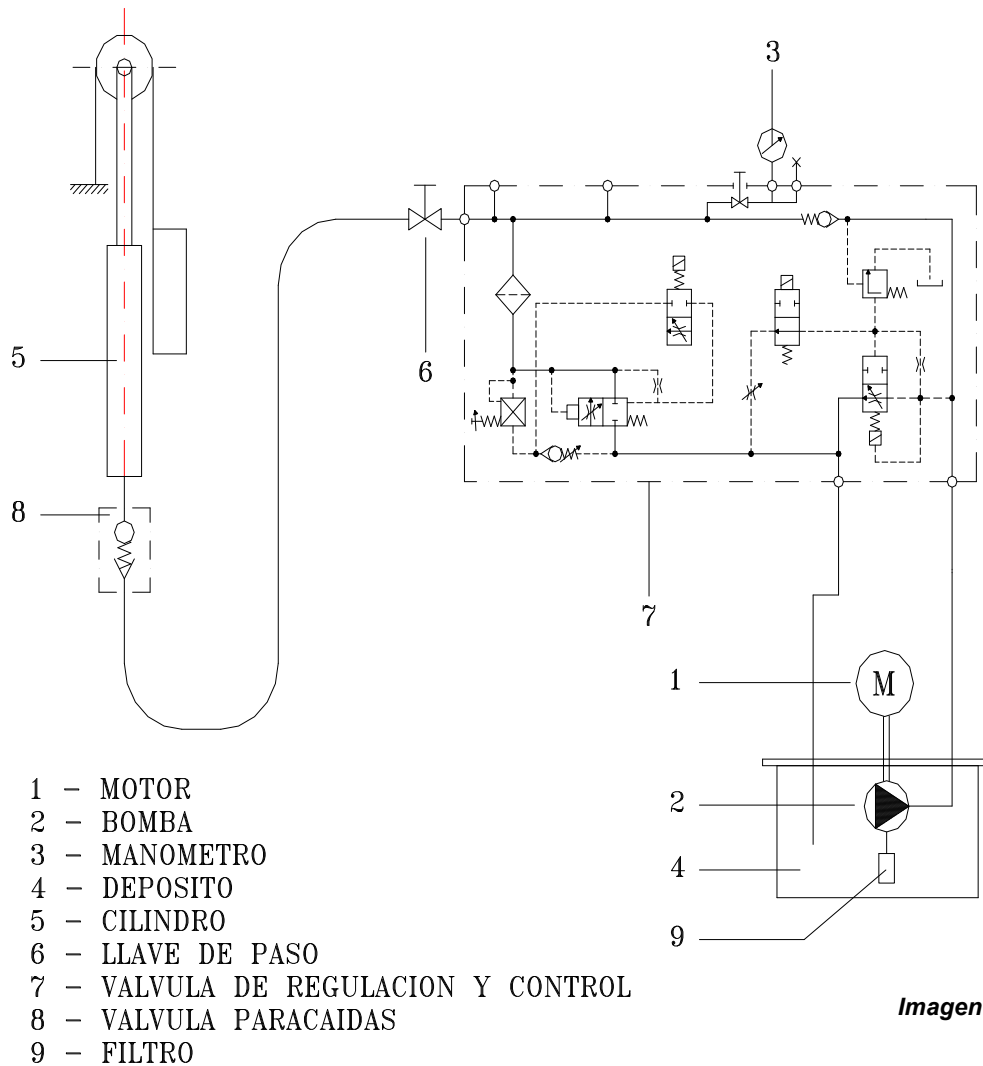 3
5
6
8
7
1
M
2
4
9
1 - MOTOR
2 - BOMBA
3 - MANOMETRO
4 - DEPOSITO
5 - CILINDRO
6 - LLAVE DE PASO
7 - VALVULA DE REGULACION Y CONTROL
8 - VALVULA PARACAIDAS
9 - FILTRO
Imagen